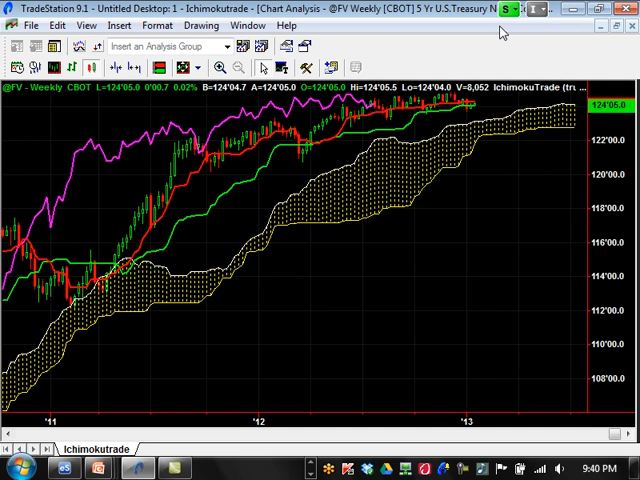 TradeStation 9.1 - Untitled Desktop: 1 - Ichimokutrade - [Chart Analysis - @FV Weekly [CBOT] 5 Yr U.S.Treasury N
S
I
File Edit View Insert Format Drawing Window Help
Insert an Analysis Group
@FV - Weekly CBOT L=124'05.0 0'00.7 0.02% B=124'04.7 A=124'05.0 O=124'05.0 Hi=124'05.5 Lo=124'04.0 V=8,052 IchimokuTrade (tru ...
124'05.0
122'00.0
120'00.0
118'00.0
116'00.0
114'00.0
112'00.0
110'00.0
108'00.0
'11 '12 '13
Ichimokutrade
eS
9:40 PM